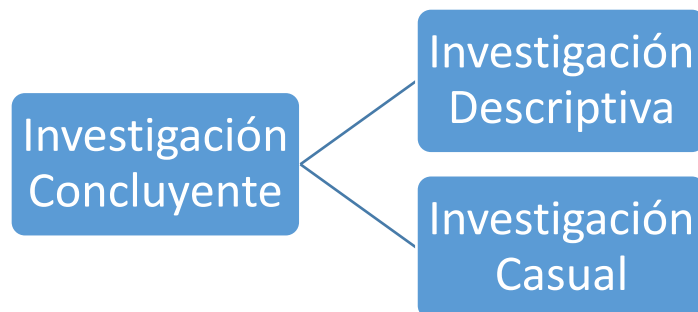 Investigación
Concluyente
Investigación
Descriptiva
Investigación
Casual